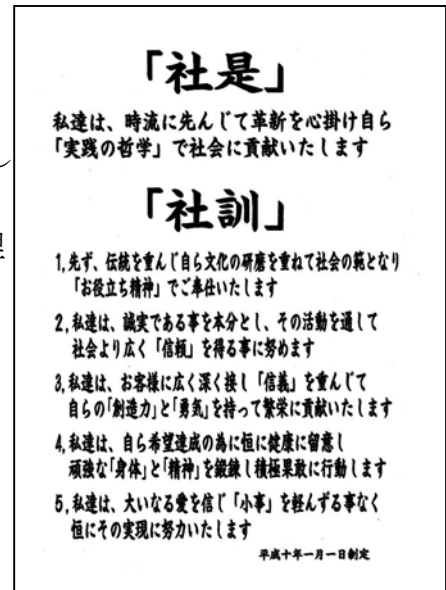 「社是」
私達は、時流に先んじて革新を心掛け自ら
「実践の哲学」で社会に貢献いたします
「社訓」
1,先ず、伝統を重んじ自ら文化の研磨を重ねて社会の範となり
「お役立ち精神」でご奉仕いたします
2,私達は、誠実である事を本分とし、その活動を通して
社会より広く「信頼」を得る事に努めます
3,私達は、お客様に広く深く接し「信義」を重んじて
自らの「創造力」と「勇気」を持って繁栄に貢献いたします
4,私達は、自ら希望達成の為に恒に健康に留意し
頑強な「身体」と「精神」を鍛錬し積極果敢に行動します
5,私達は、大いなる愛を信じ「小事」を軽んずる事なく
恒にその実現に努力いたします
平成十年一月一日制定